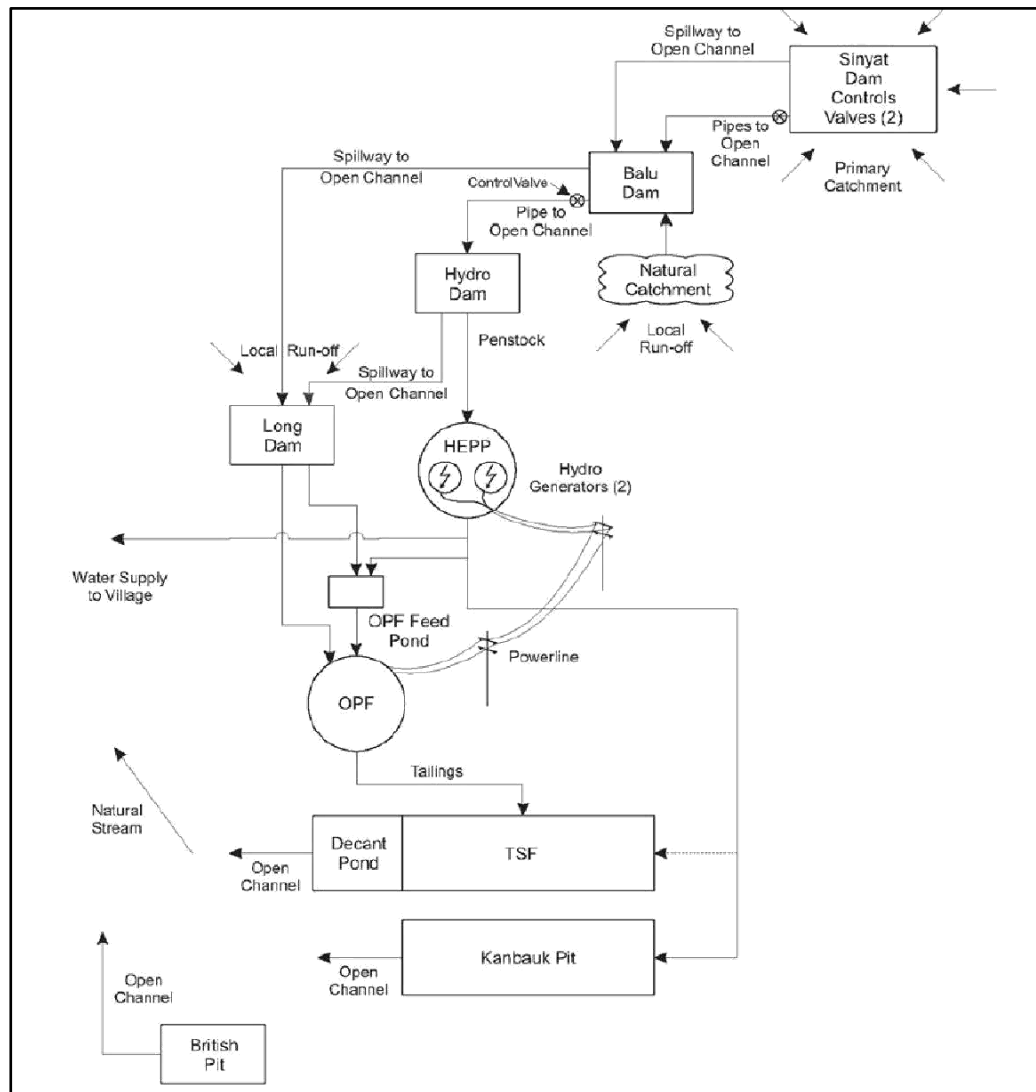 Spillway to
Open Channel
Sinyat
Dam
Controls
Valves (2)
Pipes to
Open
Channel
Primary
Catchment
Spillway to
Open Channel
Balu
Dam
ControlValve
Pipe to
Open Channel
Hydro
Dam
Natural
Catchment
Local
Run-off
Penstock
Local Run-off
Spillway to
Open Channel
Long
Dam
HEPP
Hydro
Generators (2)
Water Supply
to Village
OPF Feed
Pond
Powerline
OPF
Tailings
Natural
Stream
Decant
Pond
TSF
Open
Channel
Kanbauk Pit
Open
Channel
Open
Channel
British
Pit